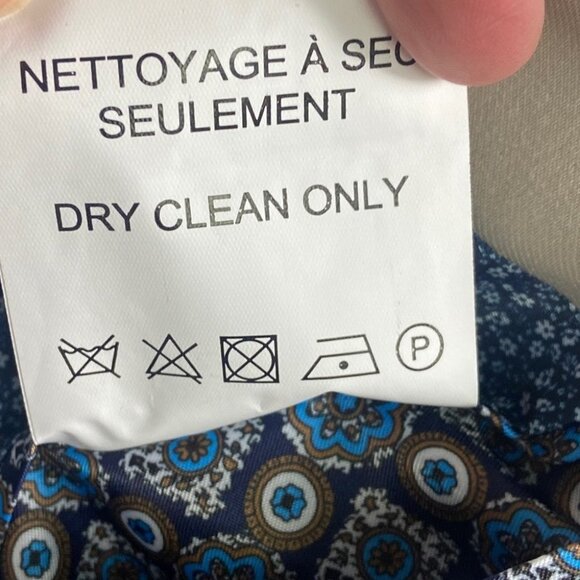 NETTOYAGE À SEC
SEULEMENT
DRY CLEAN ONLY
P